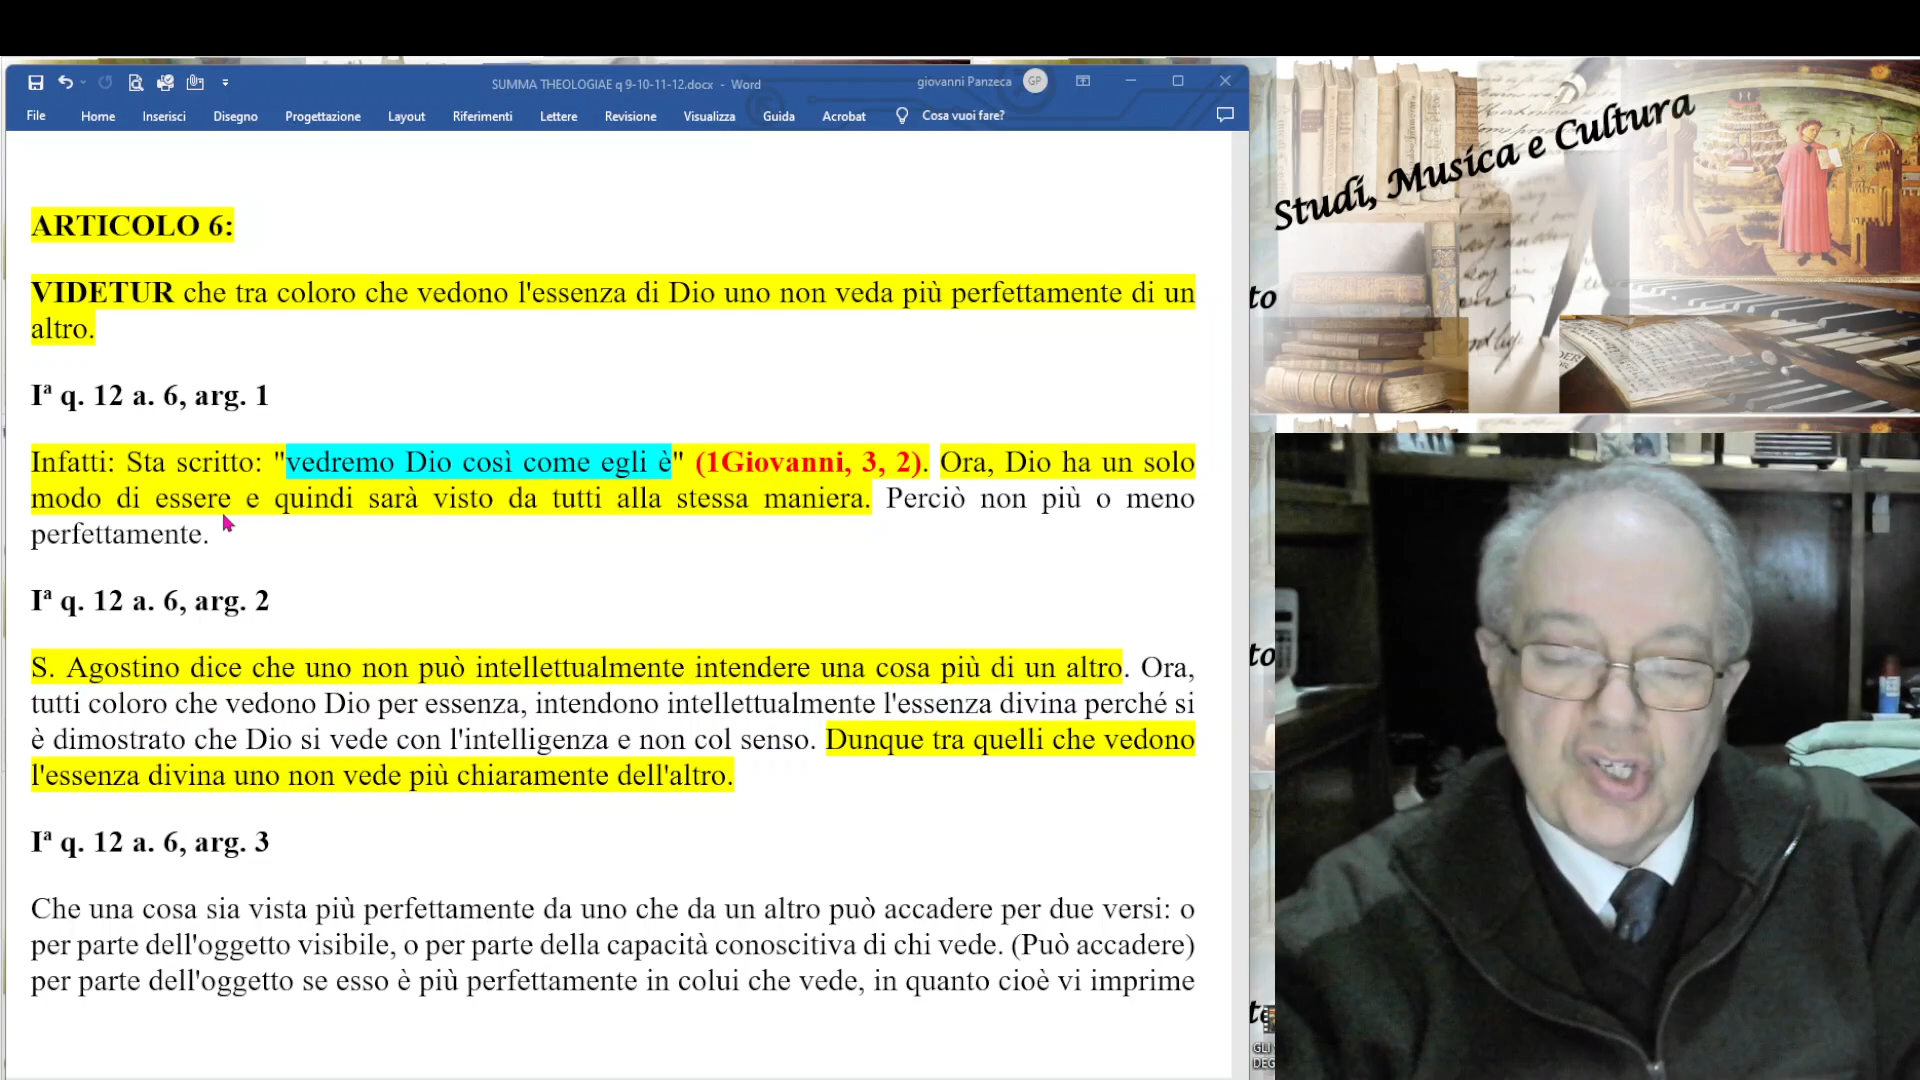 SUMMA THEOLOGIAE q 9-10-11-12.docx - Word
giovanni Panzeca
GP
File Home Inserisci Disegno Progettazione Layout Riferimenti Lettere Revisione Visualizza Guida Acrobat Cosa vuoi fare?
ARTICOLO 6:
VIDETUR che tra coloro che vedono l'essenza di Dio uno non veda più perfettamente di un
altro.
Iª q. 12 a. 6, arg. 1
Infatti: Sta scritto: "vedremo Dio così come egli è" (1Giovanni, 3, 2). Ora, Dio ha un solo
modo di essere e quindi sarà visto da tutti alla stessa maniera. Perciò non più o meno
perfettamente.
Iª q. 12 a. 6, arg. 2
S. Agostino dice che uno non può intellettualmente intendere una cosa più di un altro. Ora,
tutti coloro che vedono Dio per essenza, intendono intellettualmente l'essenza divina perché si
è dimostrato che Dio si vede con l'intelligenza e non col senso. Dunque tra quelli che vedono
l'essenza divina uno non vede più chiaramente dell'altro.
Iª q. 12 a. 6, arg. 3
Che una cosa sia vista più perfettamente da uno che da un altro può accadere per due versi: o
per parte dell'oggetto visibile, o per parte della capacità conoscitiva di chi vede. (Può accadere)
per parte dell'oggetto se esso è più perfettamente in colui che vede, in quanto cioè vi imprime
Studi, Musica e Cultura
to
to
te
GLI
DEG